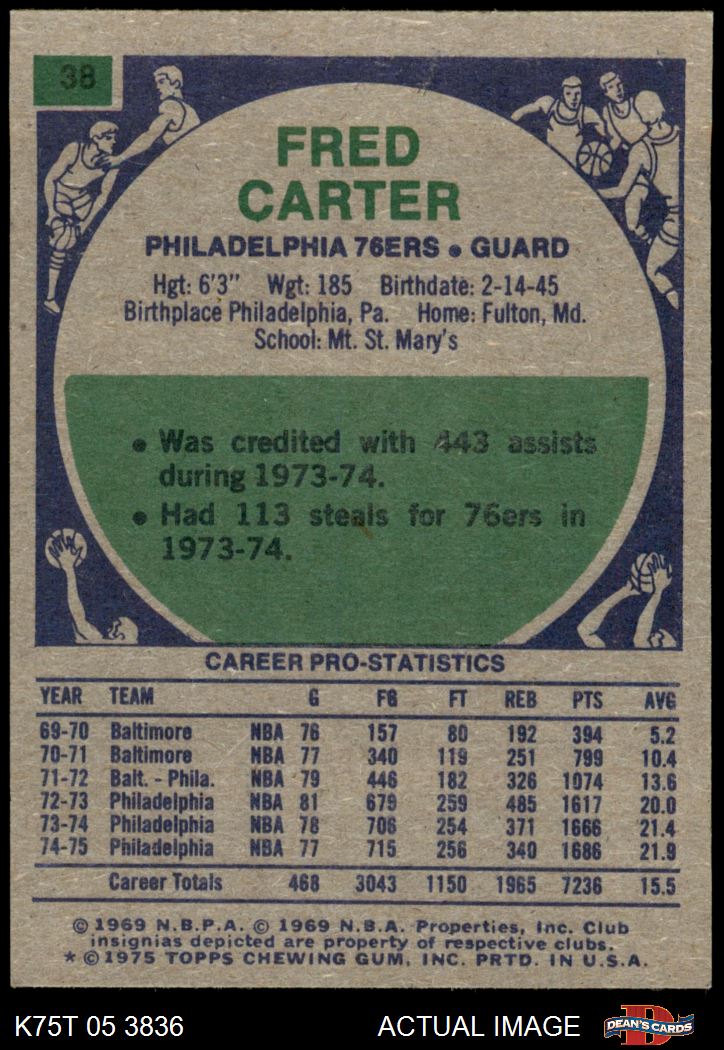 38
FRED
CARTER
PHILADELPHIA 76ERS • GUARD
Hgt: 6'3" Wgt: 185 Birthdate: 2-14-45
Birthplace Philadelphia, Pa. Home: Fulton, Md.
School: Mt. St. Mary's
• Was credited with 443 assists
during 1973-74.
• Had 113 steals for 76ers in
1973-74.
CAREER PRO-STATISTICS
YEAR TEAM G FG FT REB PTS AVG
69-70 Baltimore NBA 76 157 80 192 394 5.2
70-71 Baltimore NBA 77 340 119 251 799 10.4
71-72 Balt. - Phila. NBA 79 446 182 326 1074 13.6
72-73 Philadelphia NBA 81 679 259 485 1617 20.0
73-74 Philadelphia NBA 78 706 254 371 1666 21.4
74-75 Philadelphia NBA 77 715 256 340 1686 21.9
Career Totals 468 3043 1150 1965 7236 15.5
© 1969 N.B.P.A. © 1969 N.B.A. Properties, Inc. Club
insignias depicted are property of respective clubs.
* © 1975 TOPPS CHEWING GUM, INC. PRTD. IN U.S.A.
K75T 05 3836 ACTUAL IMAGE D DEAN'S CARDS